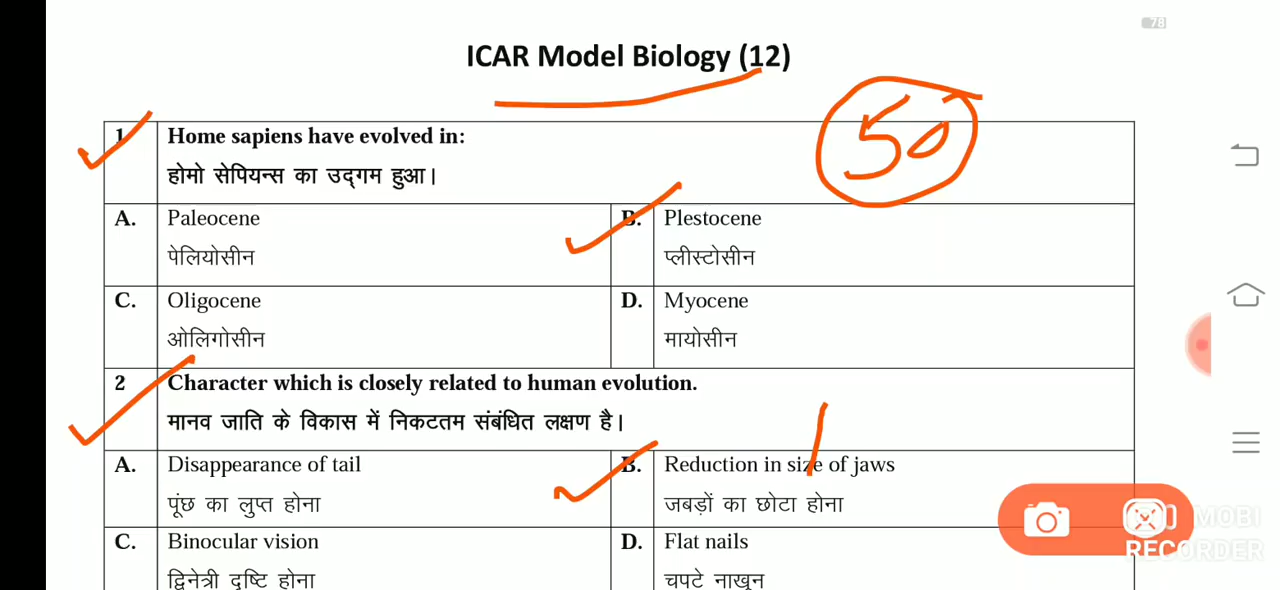 78
ICAR Model Biology (12)
50
1 Home sapiens have evolved in:
होमो सेपियन्स का उद्गम हुआ।
A. Paleocene B. Plestocene
पेलियोसीन प्लीस्टोसीन
C. Oligocene D. Myocene
ओलिगोसीन मायोसीन
2 Character which is closely related to human evolution.
मानव जाति के विकास में निकटतम संबंधित लक्षण है।
A. Disappearance of tail B. Reduction in size of jaws
पूंछ का लुप्त होना जबड़ों का छोटा होना
C. Binocular vision D. Flat nails
द्विनेत्री दृष्टि होना चपटे नाखून
MOBI
RECORDER